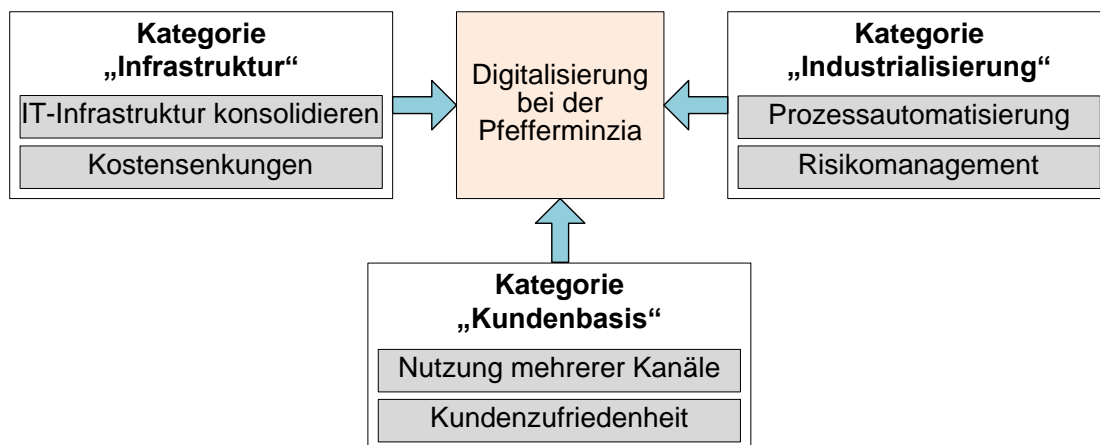 Kategorie
„Infrastruktur“
IT-Infrastruktur konsolidieren
Kostensenkungen
Digitalisierung
bei der
Pfefferminzia
Kategorie
„Industrialisierung“
Prozessautomatisierung
Risikomanagement
Kategorie
„Kundenbasis“
Nutzung mehrerer Kanäle
Kundenzufriedenheit